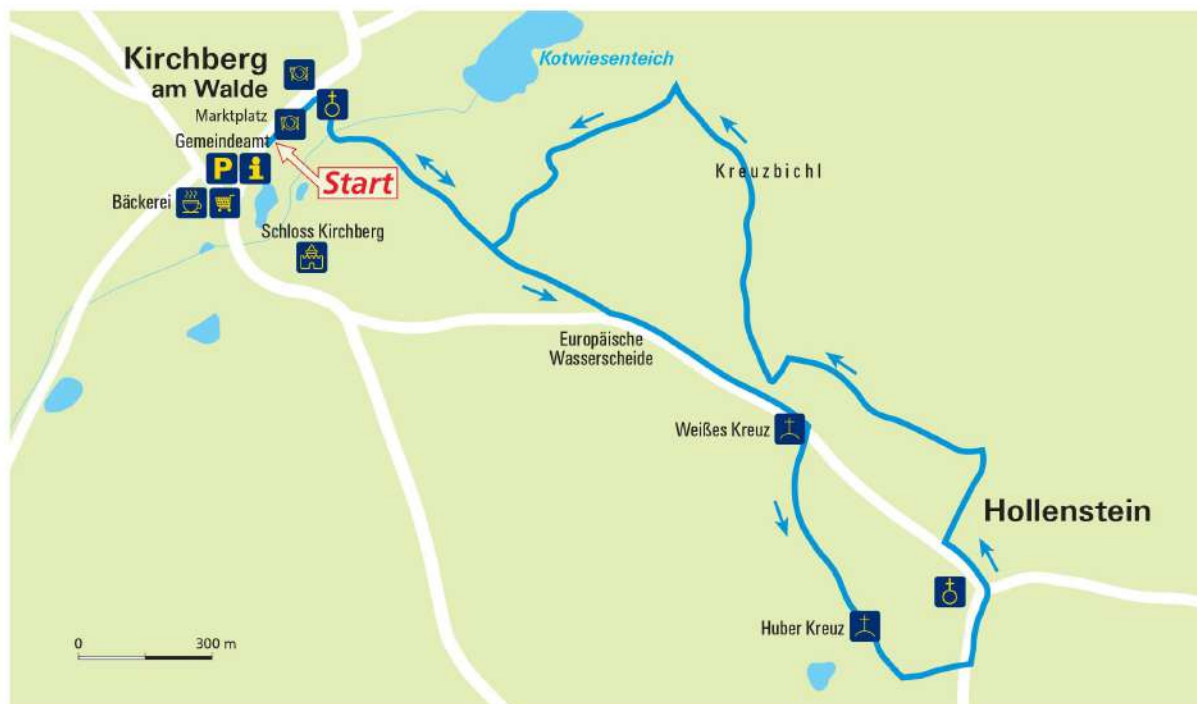 Kirchberg
am Walde
Marktplatz
Gemeindeamt
P i
Start
Bäckerei
Schloss Kirchberg
Kotwiesenteich
Kreuzbichl
Europäische
Wasserscheide
Weißes Kreuz
Hollenstein
Huber Kreuz
0 300 m